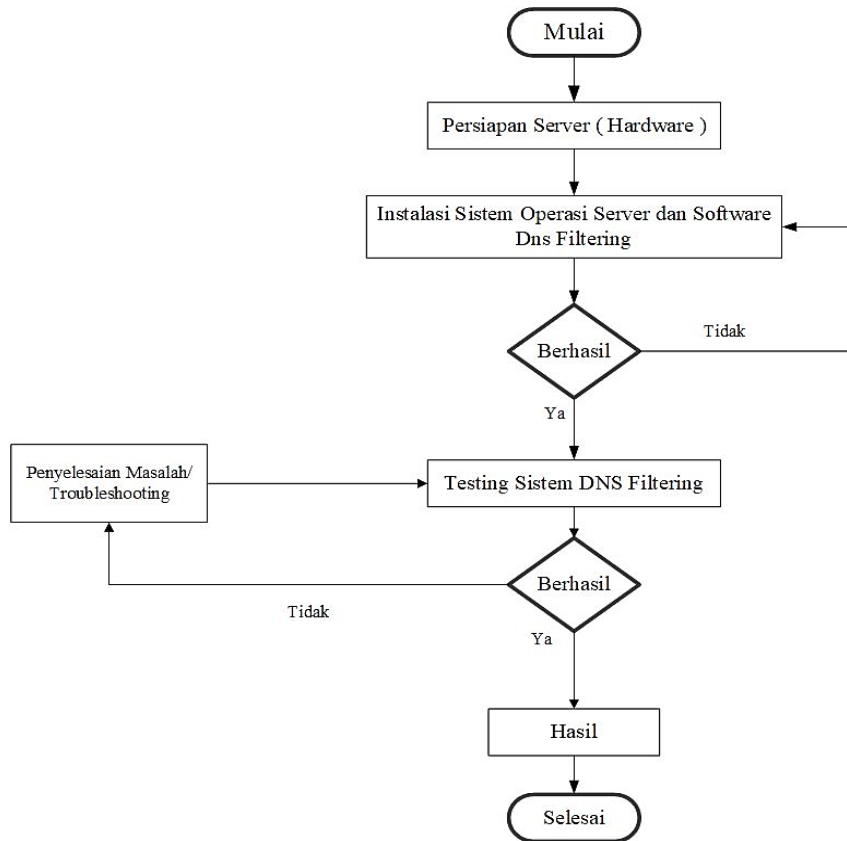 Mulai
Persiapan Server ( Hardware )
Instalasi Sistem Operasi Server dan Software
Dns Filtering
Berhasil
Tidak
Ya
Penyelesaian Masalah/
Troubleshooting
Testing Sistem DNS Filtering
Berhasil
Tidak
Ya
Hasil
Selesai